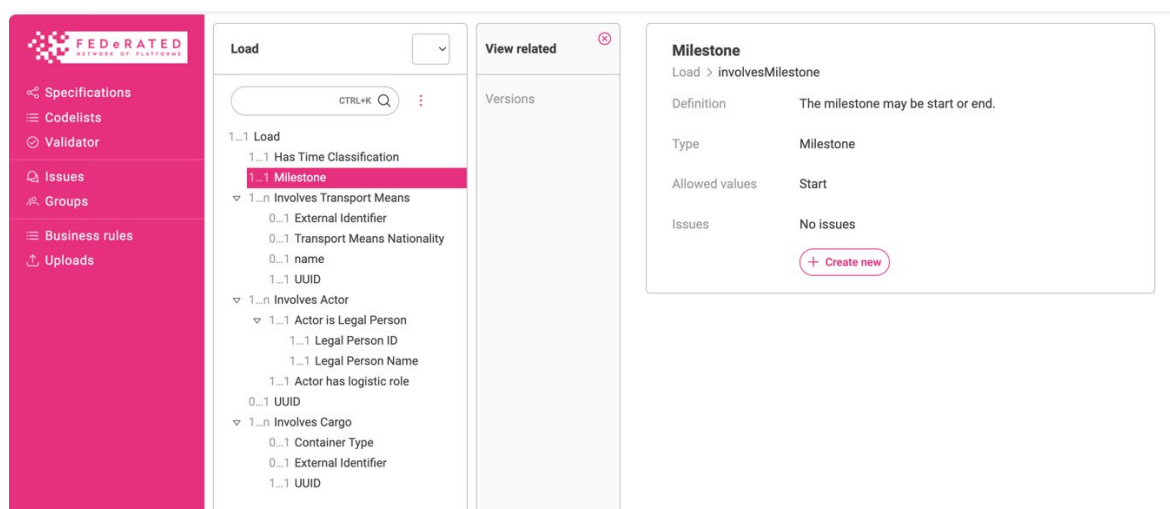 FEDeRATED
NETWORK OF PLATFORMS
Specifications
Codelists
Validator
Issues
Groups
Business rules
Uploads
Load
CTRL+K
1...1 Load
1...1 Has Time Classification
1...1 Milestone
1...n Involves Transport Means
0...1 External Identifier
0...1 Transport Means Nationality
0...1 name
1...1 UUID
1...n Involves Actor
1...1 Actor is Legal Person
1...1 Legal Person ID
1...1 Legal Person Name
1...1 Actor has logistic role
0...1 UUID
1...n Involves Cargo
0...1 Container Type
0...1 External Identifier
1...1 UUID
View related
Versions
Milestone
Load > involvesMilestone
Definition The milestone may be start or end.
Type Milestone
Allowed values Start
Issues No issues
+ Create new